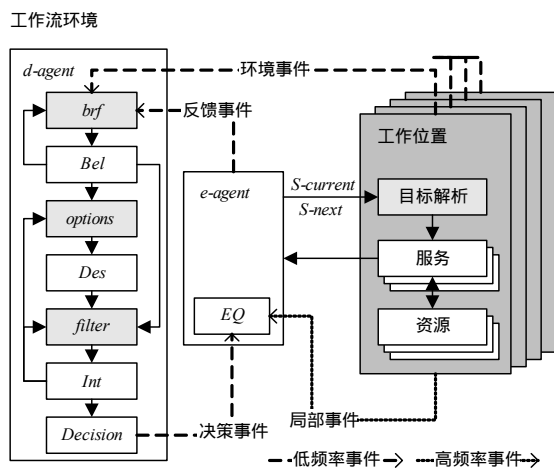 工作流环境
d-agent
环境事件
brf
反馈事件
工作位置
Bel
e-agent
S-current
S-next
目标解析
options
服务
Des
EQ
资源
filter
Int
局部事件
Decision
决策事件
低频率事件
高频率事件